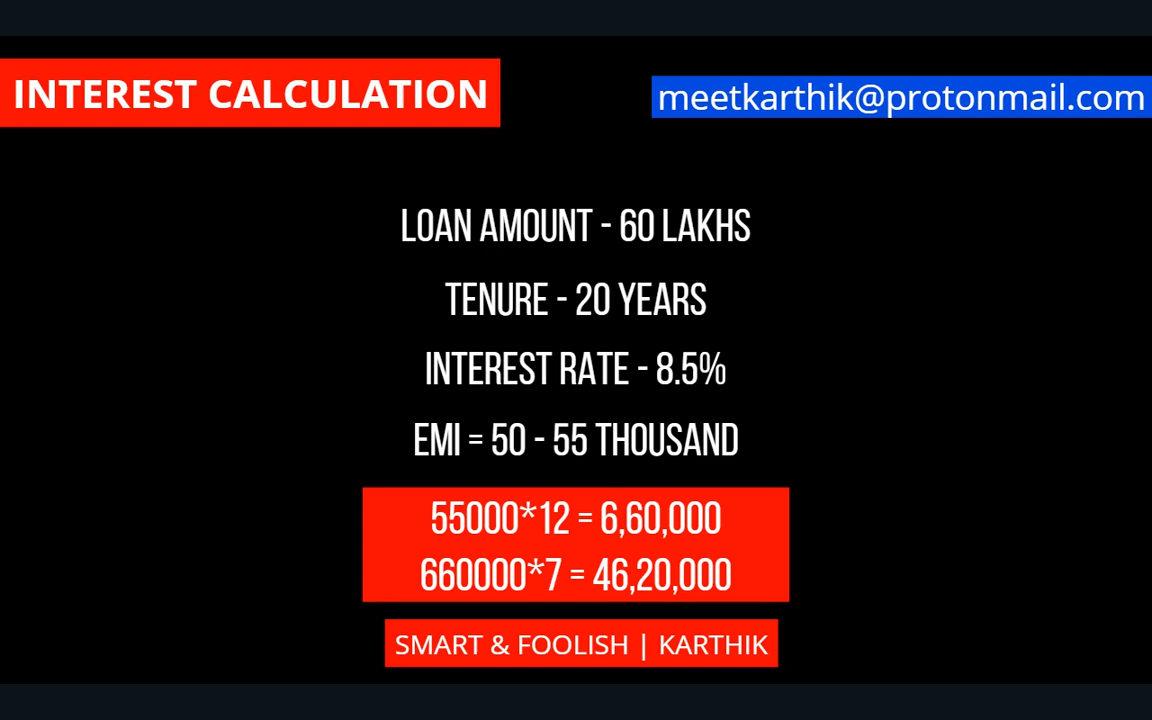 INTEREST CALCULATION
meetkarthik@protonmail.com
LOAN AMOUNT - 60 LAKHS
TENURE - 20 YEARS
INTEREST RATE - 8.5%
EMI = 50 - 55 THOUSAND
55000*12 = 6,60,000
660000*7 = 46,20,000
SMART & FOOLISH | KARTHIK